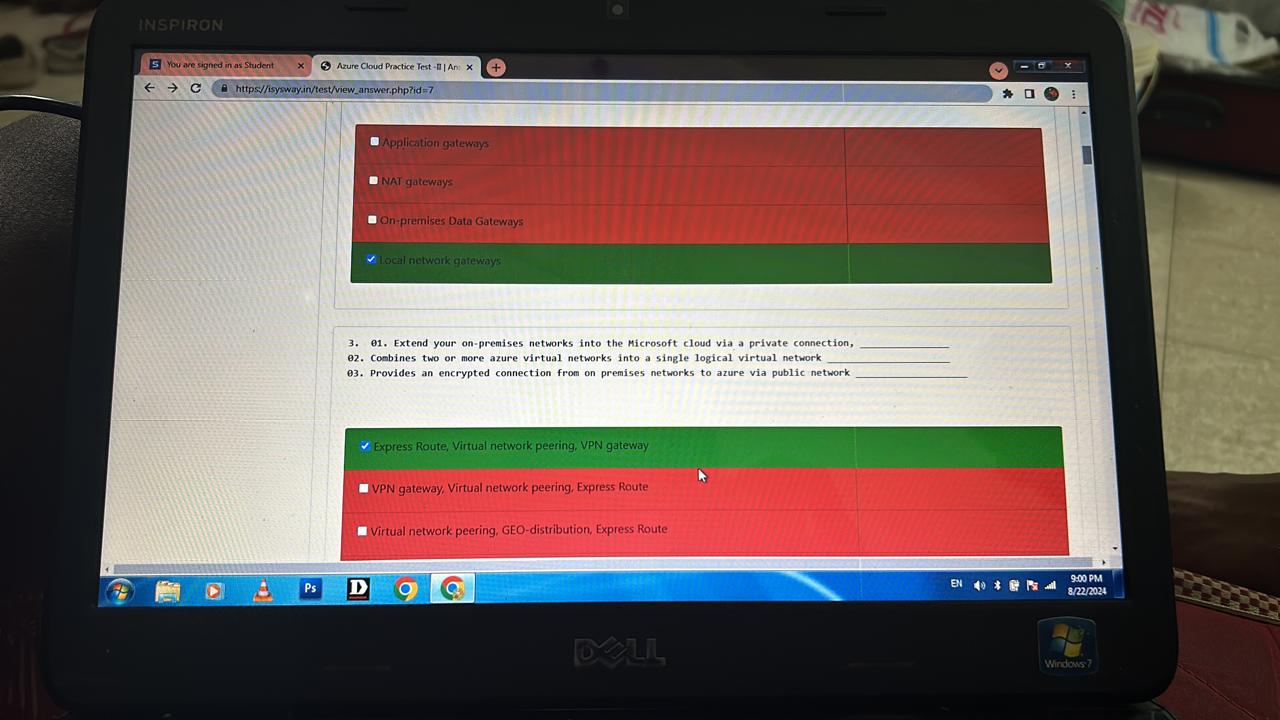 INSPIRON
You are signed in as Student
Azure Cloud Practice Test -II | An
https://isysway.in/test/view_answer.php?id=7
Application gateways
NAT gateways
On-premises Data Gateways
Local network gateways
3. 01. Extend your on-premises networks into the Microsoft cloud via a private connection, _______________
02. Combines two or more azure virtual networks into a single logical virtual network ____________________
03. Provides an encrypted connection from on premises networks to azure via public network __________________
Express Route, Virtual network peering, VPN gateway
VPN gateway, Virtual network peering, Express Route
Virtual network peering, GEO-distribution, Express Route
Ps
D
EN
9:00 PM
8/22/2024
DELL
Windows 7